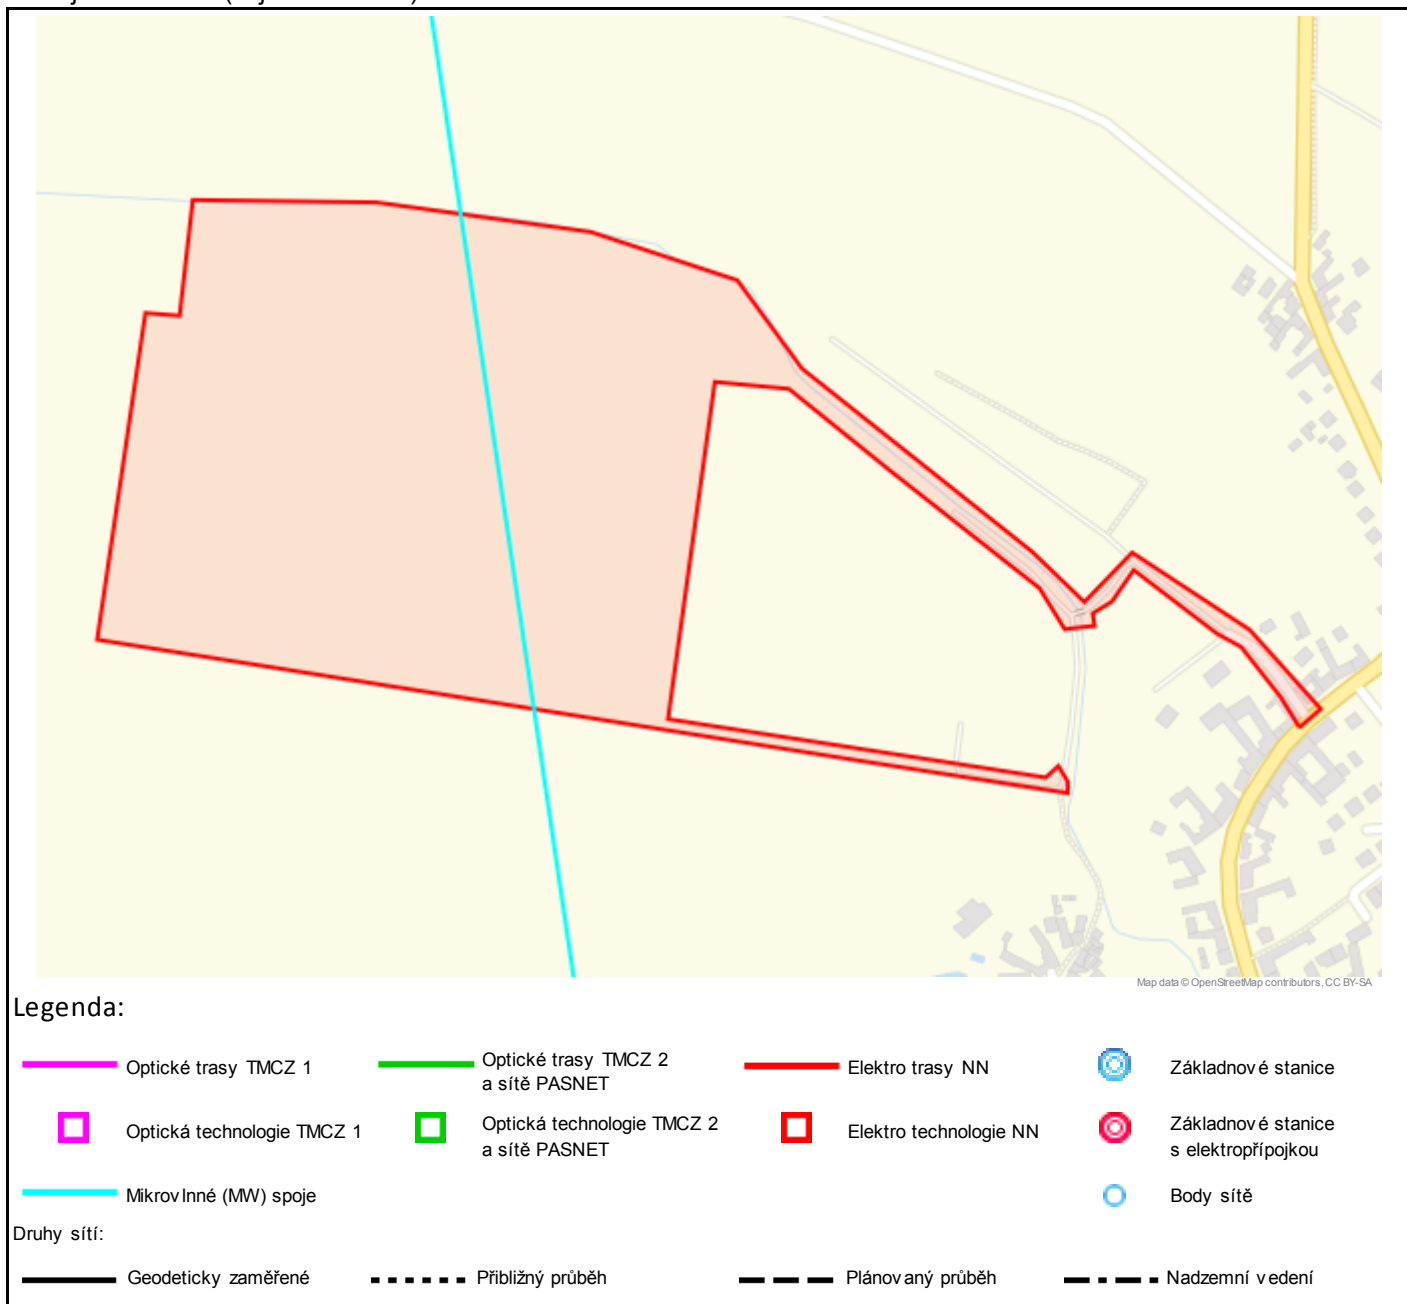 Map data © OpenStreetMap contributors, CC BY-SA
Legenda:
Optické trasy TMCZ 1
Optické trasy TMCZ 2
a sítě PASNET
Elektro trasy NN
Základnové stanice
Optická technologie TMCZ 1
Optická technologie TMCZ 2
a sítě PASNET
Elektro technologie NN
Základnové stanice
s elektropřípojkou
Mikrovlnné (MW) spoje
Body sítě
Druhy sítí:
Geodeticky zaměřené
Přibližný průběh
Plánovaný průběh
Nadzemní vedení